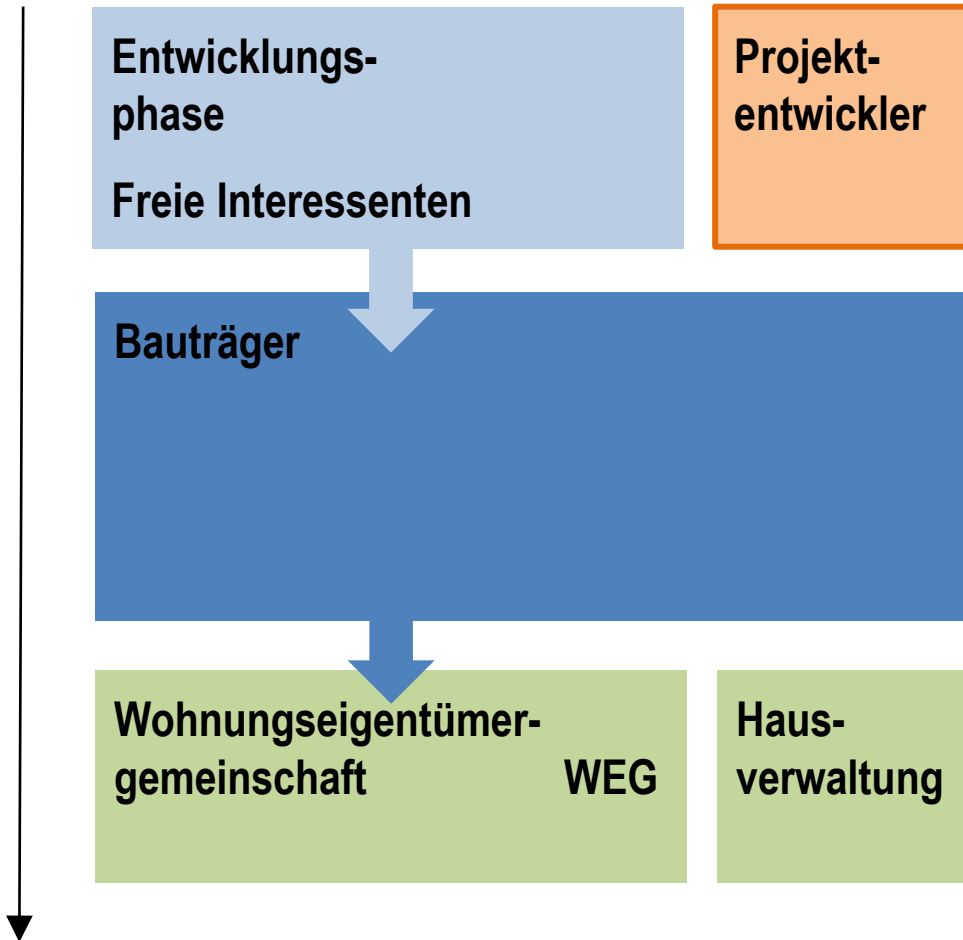 Entwicklungs-
phase
Freie Interessenten
Projekt-
entwickler
Bauträger
Wohnungseigentümer-
gemeinschaft WEG
Haus-
verwaltung